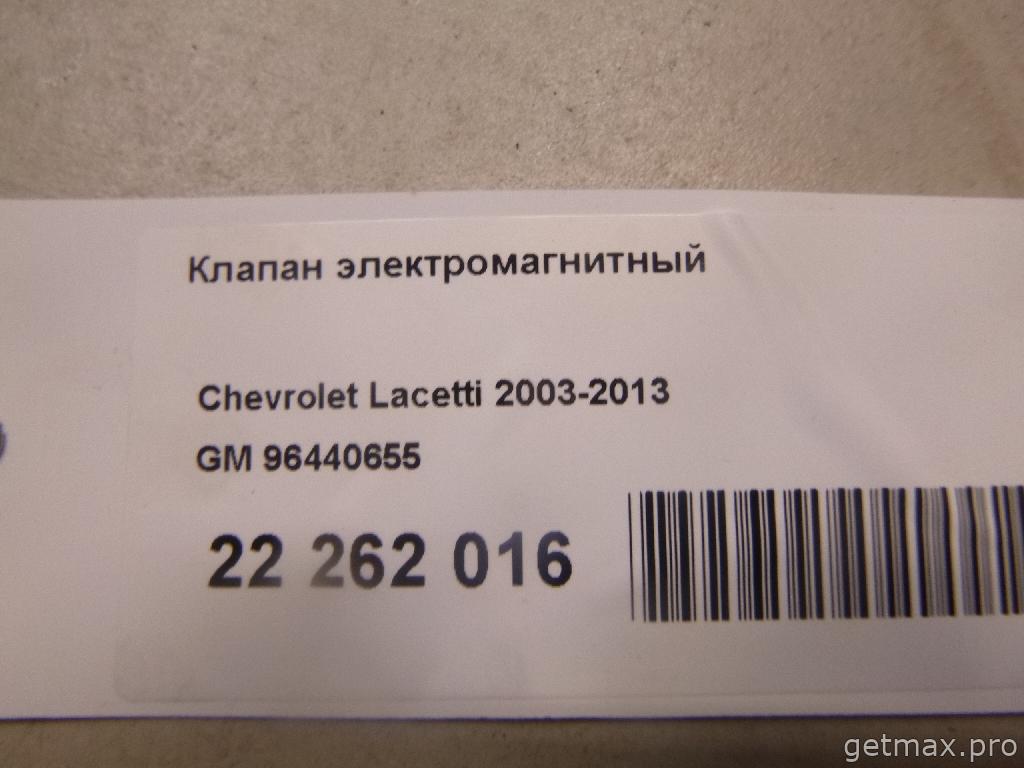 Клапан электромагнитный
Chevrolet Lacetti 2003-2013
GM 96440655
22 262 016
getmax.pro